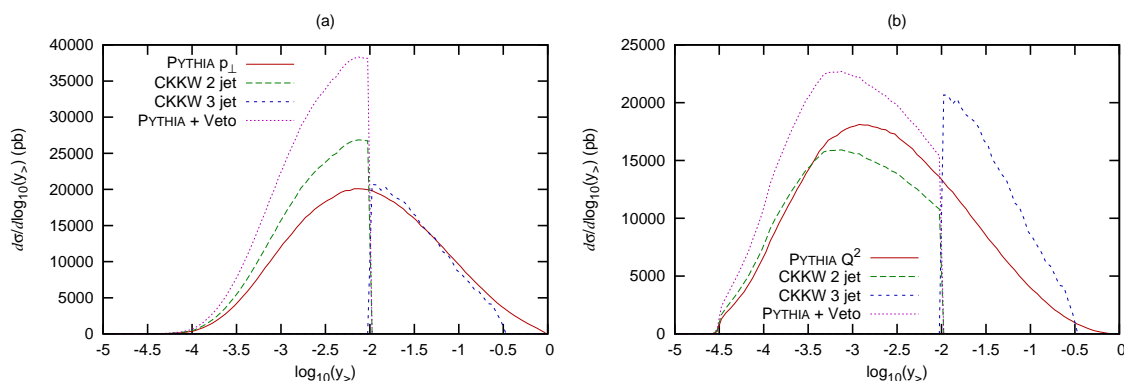 (a)
dσ/dlog₁₀(y>) (pb)
40000
35000
30000
25000
20000
15000
10000
5000
0
PYTHIA p⊥
CKKW 2 jet
CKKW 3 jet
PYTHIA + Veto
-5 -4.5 -4 -3.5 -3 -2.5 -2 -1.5 -1 -0.5 0
log₁₀(y>)
(b)
dσ/dlog₁₀(y>) (pb)
25000
20000
15000
10000
5000
0
PYTHIA Q²
CKKW 2 jet
CKKW 3 jet
PYTHIA + Veto
-5 -4.5 -4 -3.5 -3 -2.5 -2 -1.5 -1 -0.5 0
log₁₀(y>)